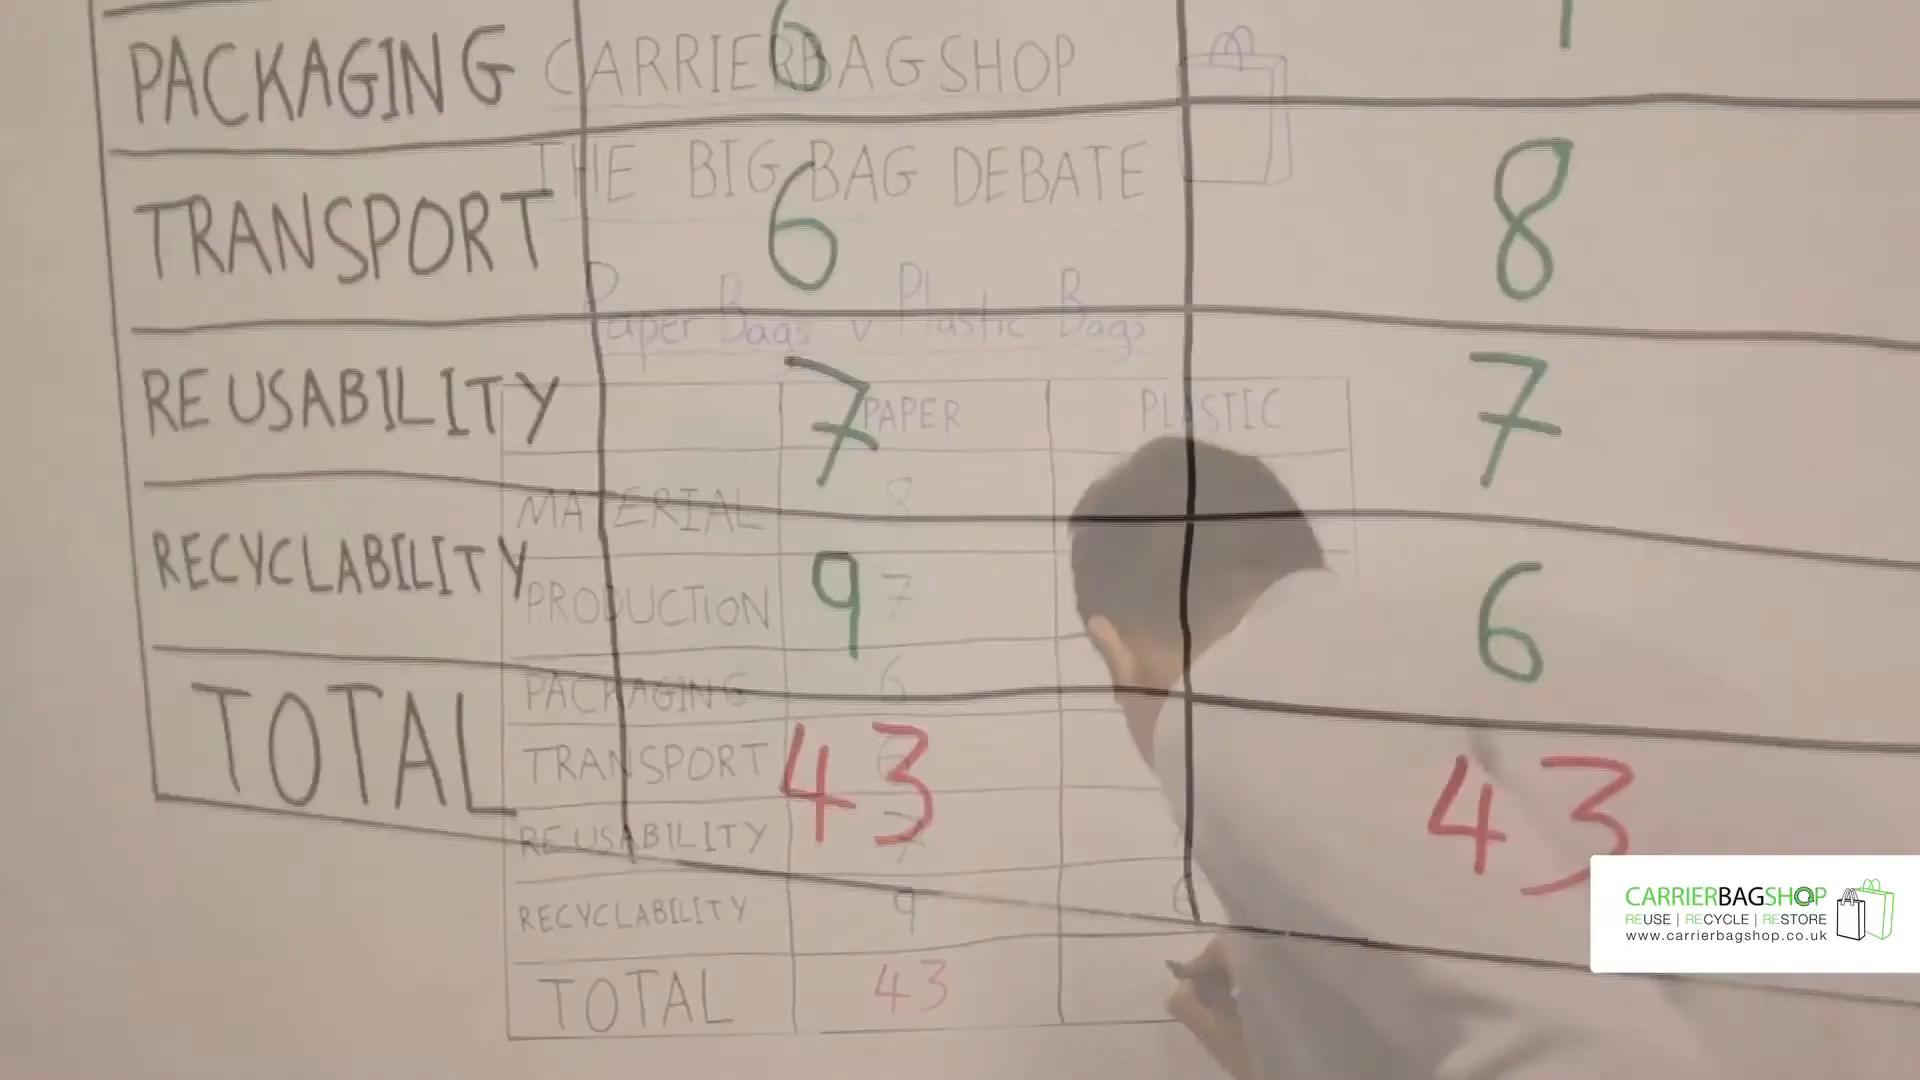 PACKAGING 6
TRANSPORT 6 8
REUSABILITY 7 7
RECYCLABILITY 9 6
TOTAL 43 43
CARRIERBAGSHOP
THE BIG BAG DEBATE
Paper Bags v Plastic Bags
PAPER PLASTIC
MATERIAL 8
PRODUCTION 7
PACKAGING 6
TRANSPORT 6
REUSABILITY 7
RECYCLABILITY 9 6
TOTAL 43
CARRIERBAGSHOP
REUSE | RECYCLE | RESTORE
www.carrierbagshop.co.uk